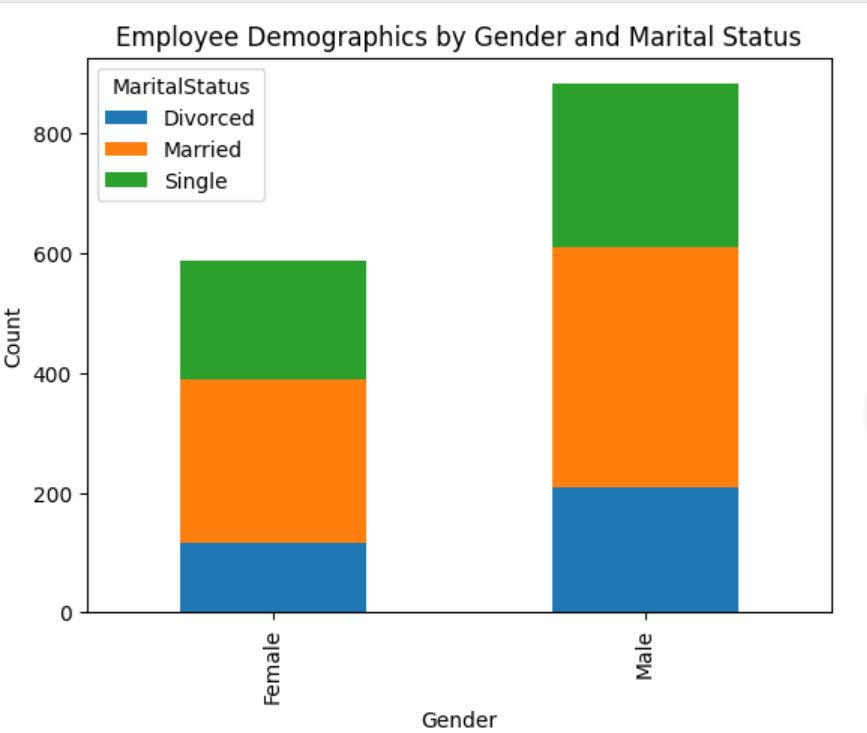 Employee Demographics by Gender and Marital Status
MaritalStatus
Divorced
Married
Single
800
600
400
200
0
Count
Female
Male
Gender